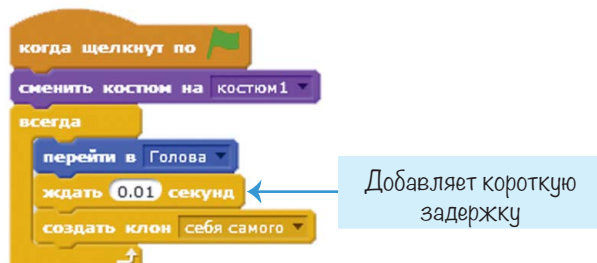 когда щелкнут по
сменить костюм на костюм1
всегда
перейти в Голова
ждать 0.01 секунд
Добавляет короткую
задержку
создать клон себя самого